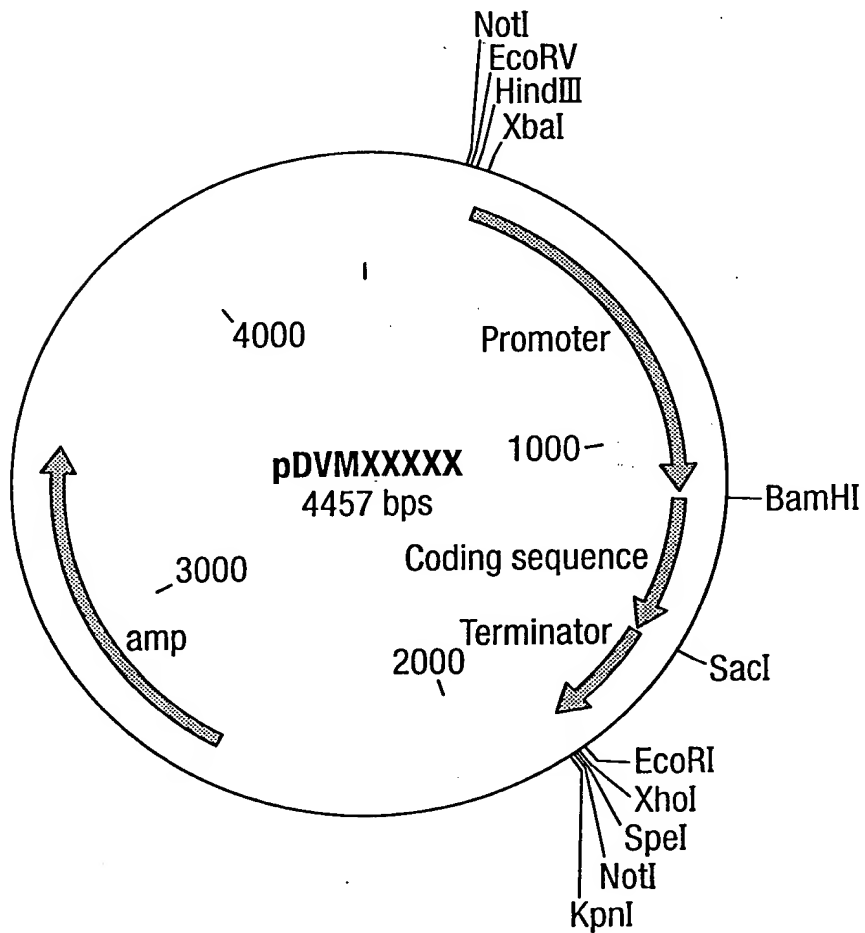 NotI
EcoRV
HindIII
XbaI
4000
Promoter
1000
pDVMXXXXX
4457 bps
BamHI
Coding sequence
3000
Terminator
amp
2000
SacI
EcoRI
XhoI
SpeI
NotI
KpnI